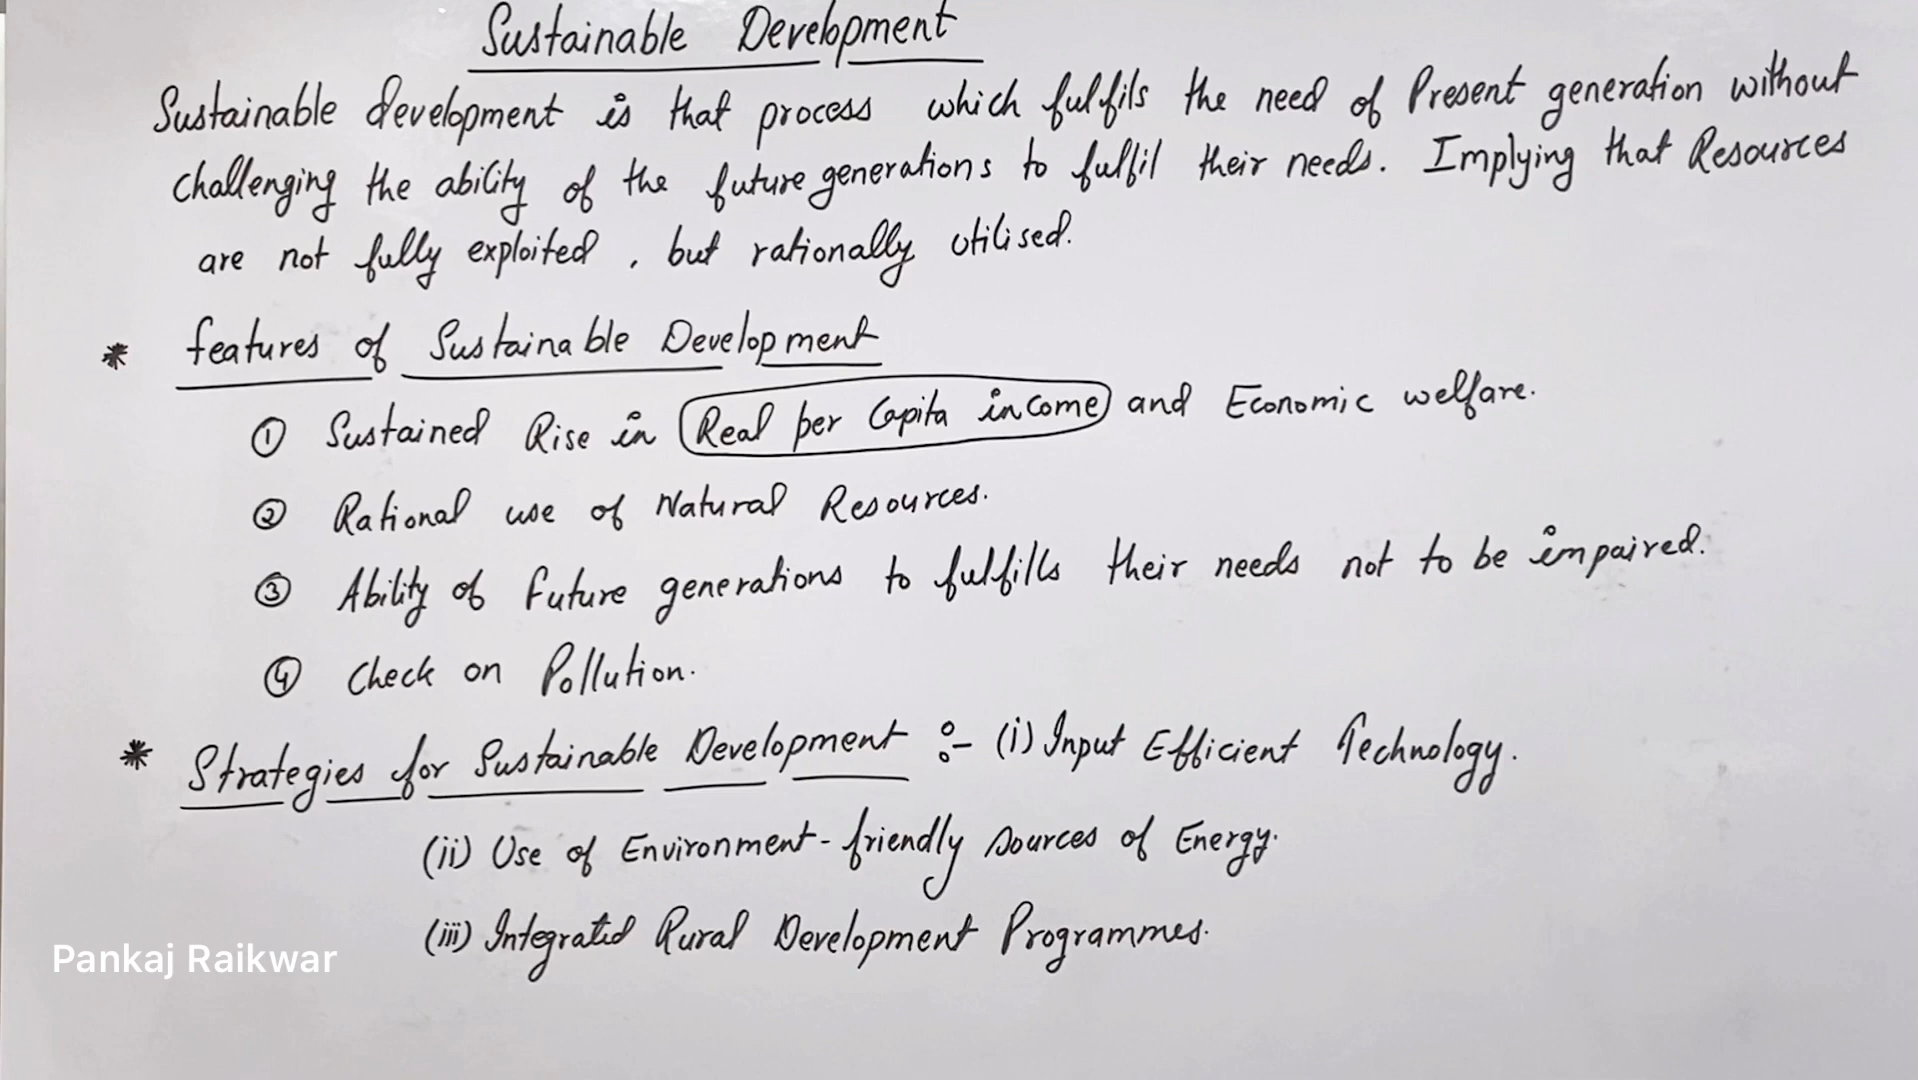 Sustainable Development
Sustainable development is that process which fulfils the need of Present generation without
challenging the ability of the future generations to fulfil their needs. Implying that Resources
are not fully exploited, but rationally utilised.
* features of Sustainable Development
① Sustained Rise in Real per Capita income and Economic welfare.
② Rational use of Natural Resources.
③ Ability of future generations to fulfills their needs not to be impaired.
④ Check on Pollution.
* Strategies for Sustainable Development :- (i) Input Efficient Technology.
(ii) Use of Environment-friendly sources of Energy.
(iii) Integrated Rural Development Programmes.
Pankaj Raikwar